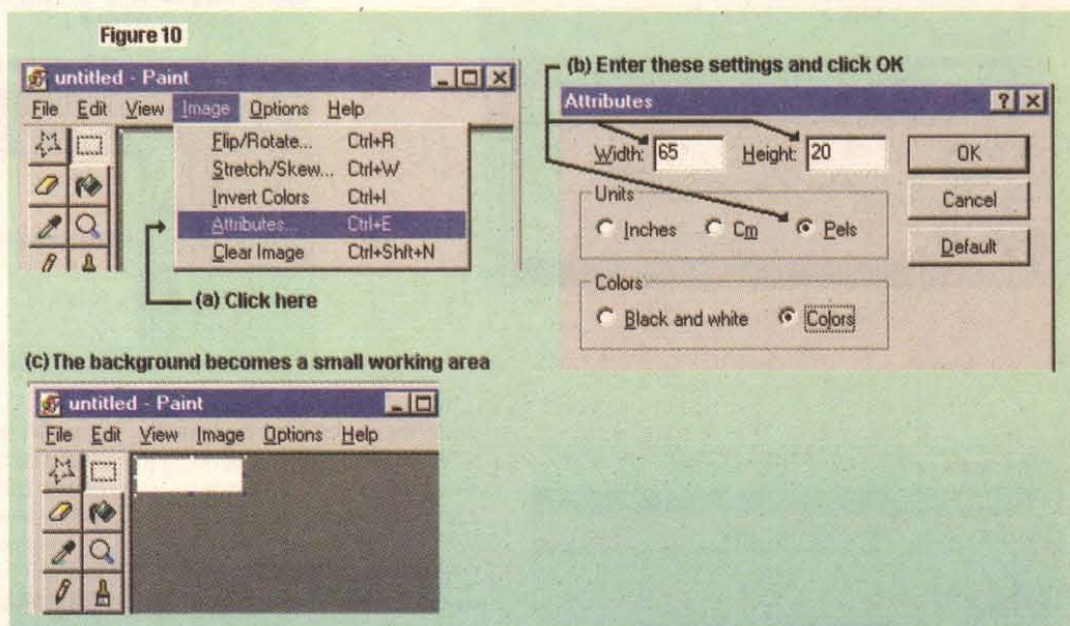 Figure 10
untitled - Paint
File Edit View Image Options Help
Flip/Rotate... Ctrl+R
Stretch/Skew... Ctrl+W
Invert Colors Ctrl+I
Attributes... Ctrl+E
Clear Image Ctrl+Shft+N
(a) Click here
(b) Enter these settings and click OK
Attributes
Width: 65 Height: 20 OK
Units Cancel
Inches Cm Pels Default
Colors
Black and white Colors
(c) The background becomes a small working area
untitled - Paint
File Edit View Image Options Help